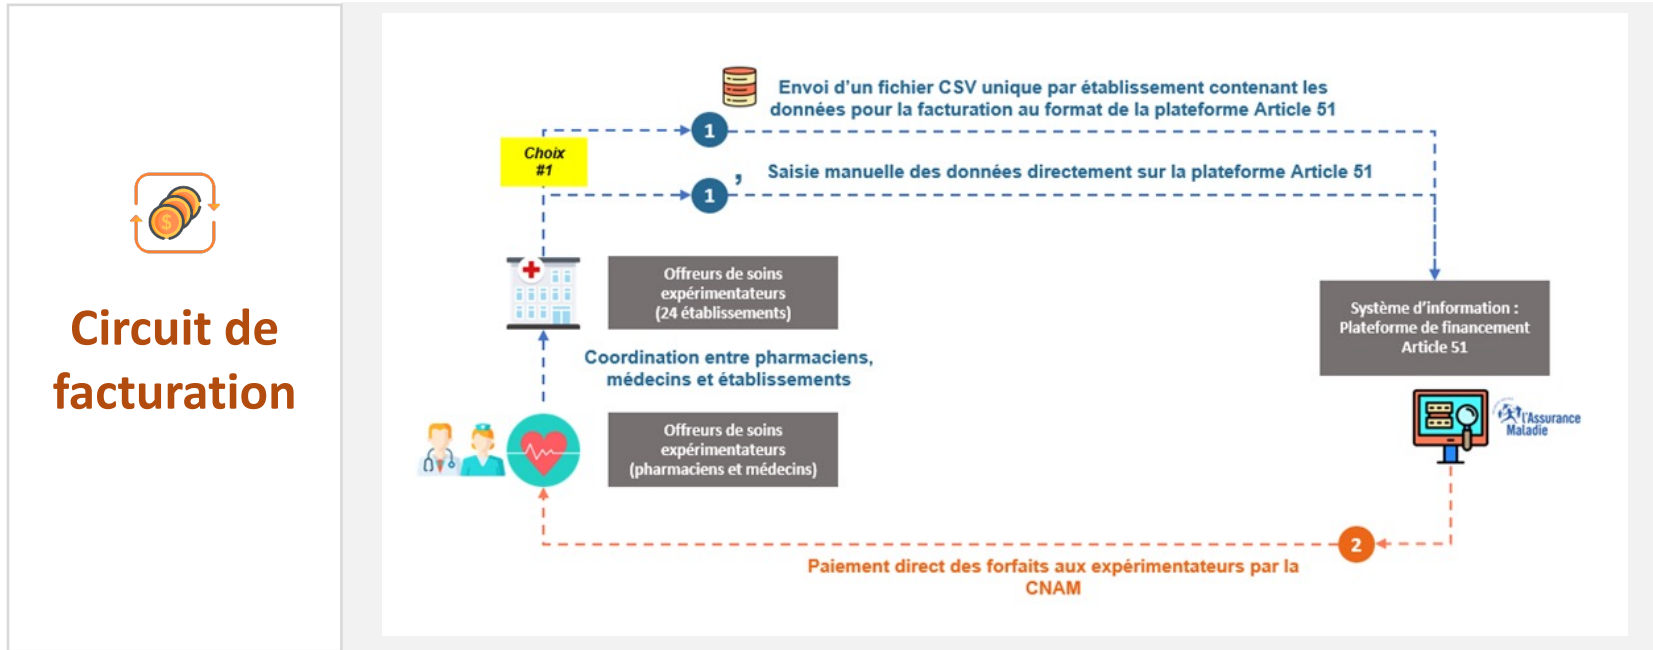 Circuit de
facturation
Envoi d'un fichier CSV unique par établissement contenant les
données pour la facturation au format de la plateforme Article 51
1
Choix
#1
Saisie manuelle des données directement sur la plateforme Article 51
1 ’
Offreurs de soins
expérimentateurs
(24 établissements)
Système d'information :
Plateforme de financement
Article 51
Coordination entre pharmaciens,
médecins et établissements
l'Assurance
Maladie
Offreurs de soins
expérimentateurs
(pharmaciens et médecins)
2
Paiement direct des forfaits aux expérimentateurs par la
CNAM